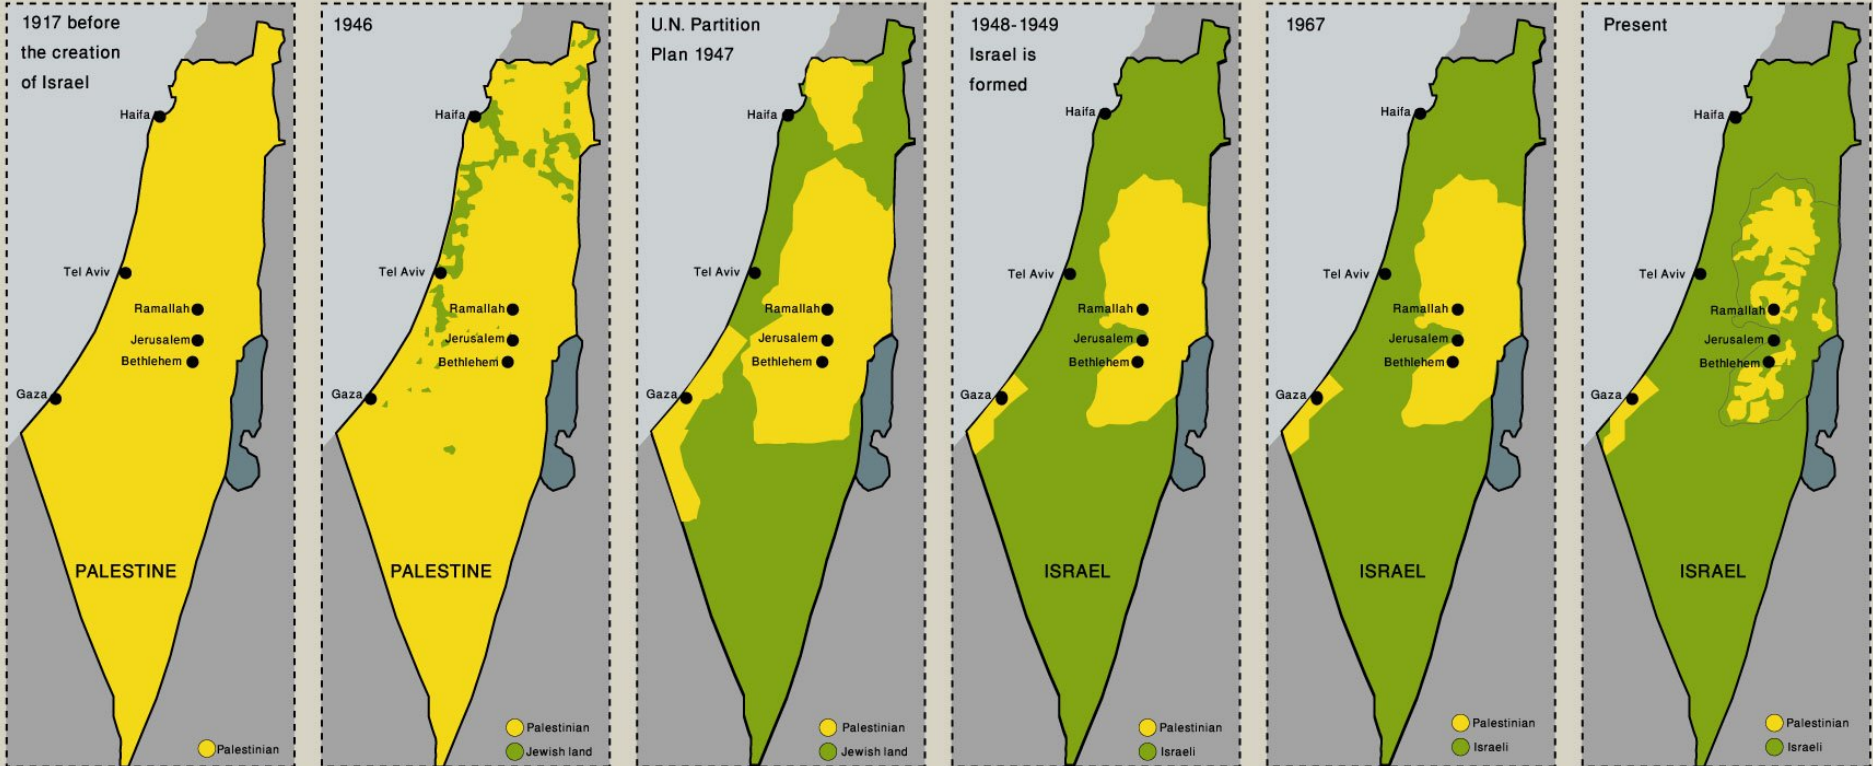 1917 before
the creation
of Israel
Haifa
Tel Aviv
Ramallah
Jerusalem
Bethlehem
Gaza
PALESTINE
Palestinian
1946
Haifa
Tel Aviv
Ramallah
Jerusalem
Bethlehem
Gaza
PALESTINE
Palestinian
Jewish land
U.N. Partition
Plan 1947
Haifa
Tel Aviv
Ramallah
Jerusalem
Bethlehem
Gaza
Palestinian
Jewish land
1948-1949
Israel is
formed
Haifa
Tel Aviv
Ramallah
Jerusalem
Bethlehem
Gaza
ISRAEL
Palestinian
Israeli
1967
Haifa
Tel Aviv
Ramallah
Jerusalem
Bethlehem
Gaza
ISRAEL
Palestinian
Israeli
Present
Haifa
Tel Aviv
Ramallah
Jerusalem
Bethlehem
Gaza
ISRAEL
Palestinian
Israeli